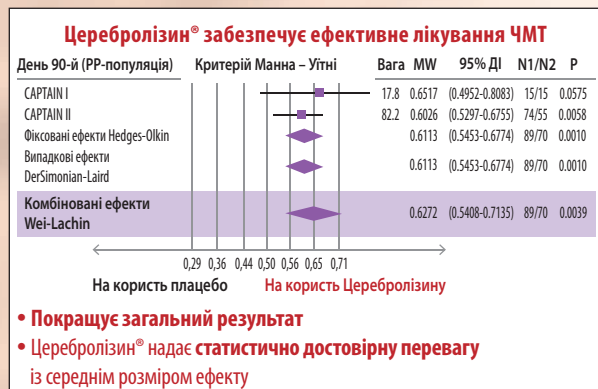 Церебролізин® забезпечує ефективне лікування ЧМТ
День 90-й (PP-популяція) Критерій Манна – Уїтні Вага MW 95% ДІ N1/N2 P
CAPTAIN I 17.8 0.6517 (0.4952-0.8083) 15/15 0.0575
CAPTAIN II 82.2 0.6026 (0.5297-0.6755) 74/55 0.0058
Фіксовані ефекти Hedges-Olkin 0.6113 (0.5453-0.6774) 89/70 0.0010
Випадкові ефекти
DerSimonian-Laird 0.6113 (0.5453-0.6774) 89/70 0.0010
Комбіновані ефекти
Wei-Lachin 0.6272 (0.5408-0.7135) 89/70 0.0039
0,29 0,36 0,44 0,50 0,56 0,65 0,71
На користь плацебо На користь Церебролізину
• Покращує загальний результат
• Церебролізин® надає статистично достовірну перевагу
із середнім розміром ефекту